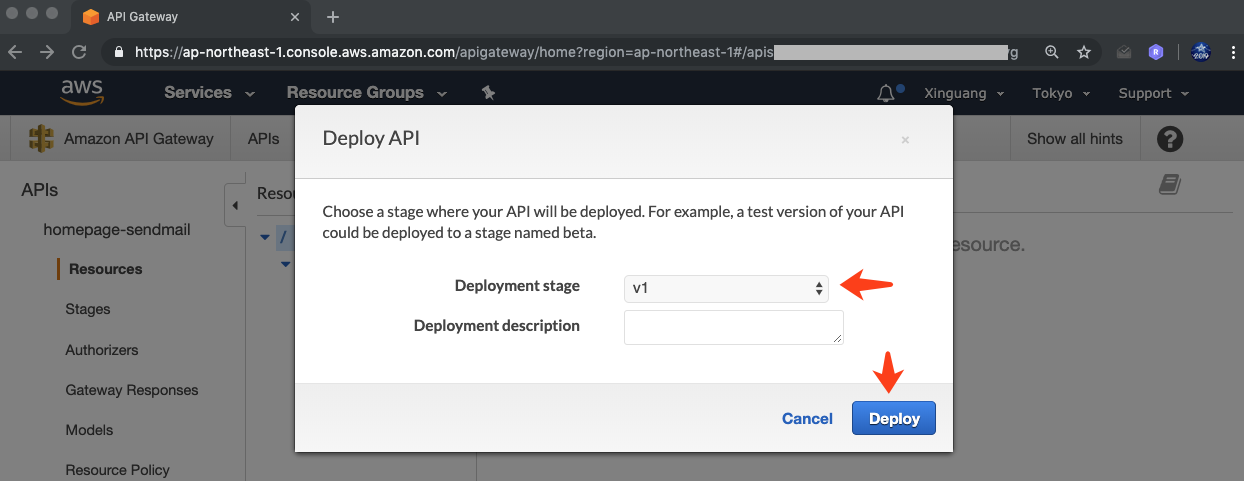 API Gateway
https://ap-northeast-1.console.aws.amazon.com/apigateway/home?region=ap-northeast-1#/apis
aws Services Resource Groups Xinguang Tokyo Support
Amazon API Gateway APIs Show all hints ?
Deploy API
APIs
homepage-sendmail
Resources
Stages
Authorizers
Gateway Responses
Models
Resource Policy
/
Choose a stage where your API will be deployed. For example, a test version of your API
could be deployed to a stage named beta.
Deployment stage v1
Deployment description
Cancel Deploy